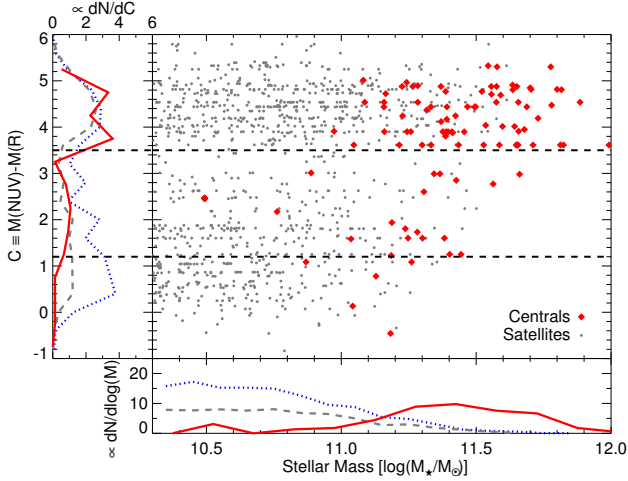 ∝ dN/dC
0 2 4 6
C ≡ M(NUV)-M(R)
6
5
4
3
2
1
0
-1
Centrals
Satellites
∝ dN/dlog(M)
20
10
0
10.5 11.0 11.5 12.0
Stellar Mass [log(M★/M⊙)]